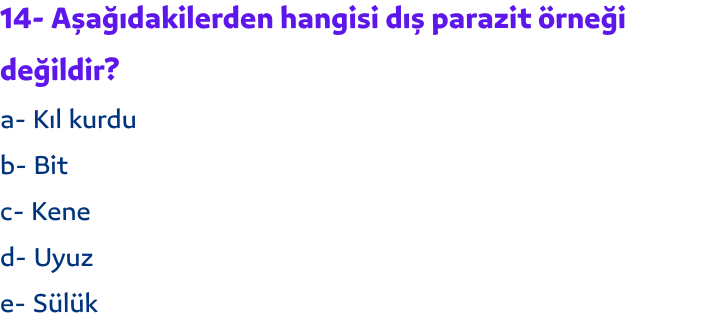 14- Aşağıdakilerden hangisi dış parazit örneği
değildir?
a- Kıl kurdu
b- Bit
c- Kene
d- Uyuz
e- Sülük